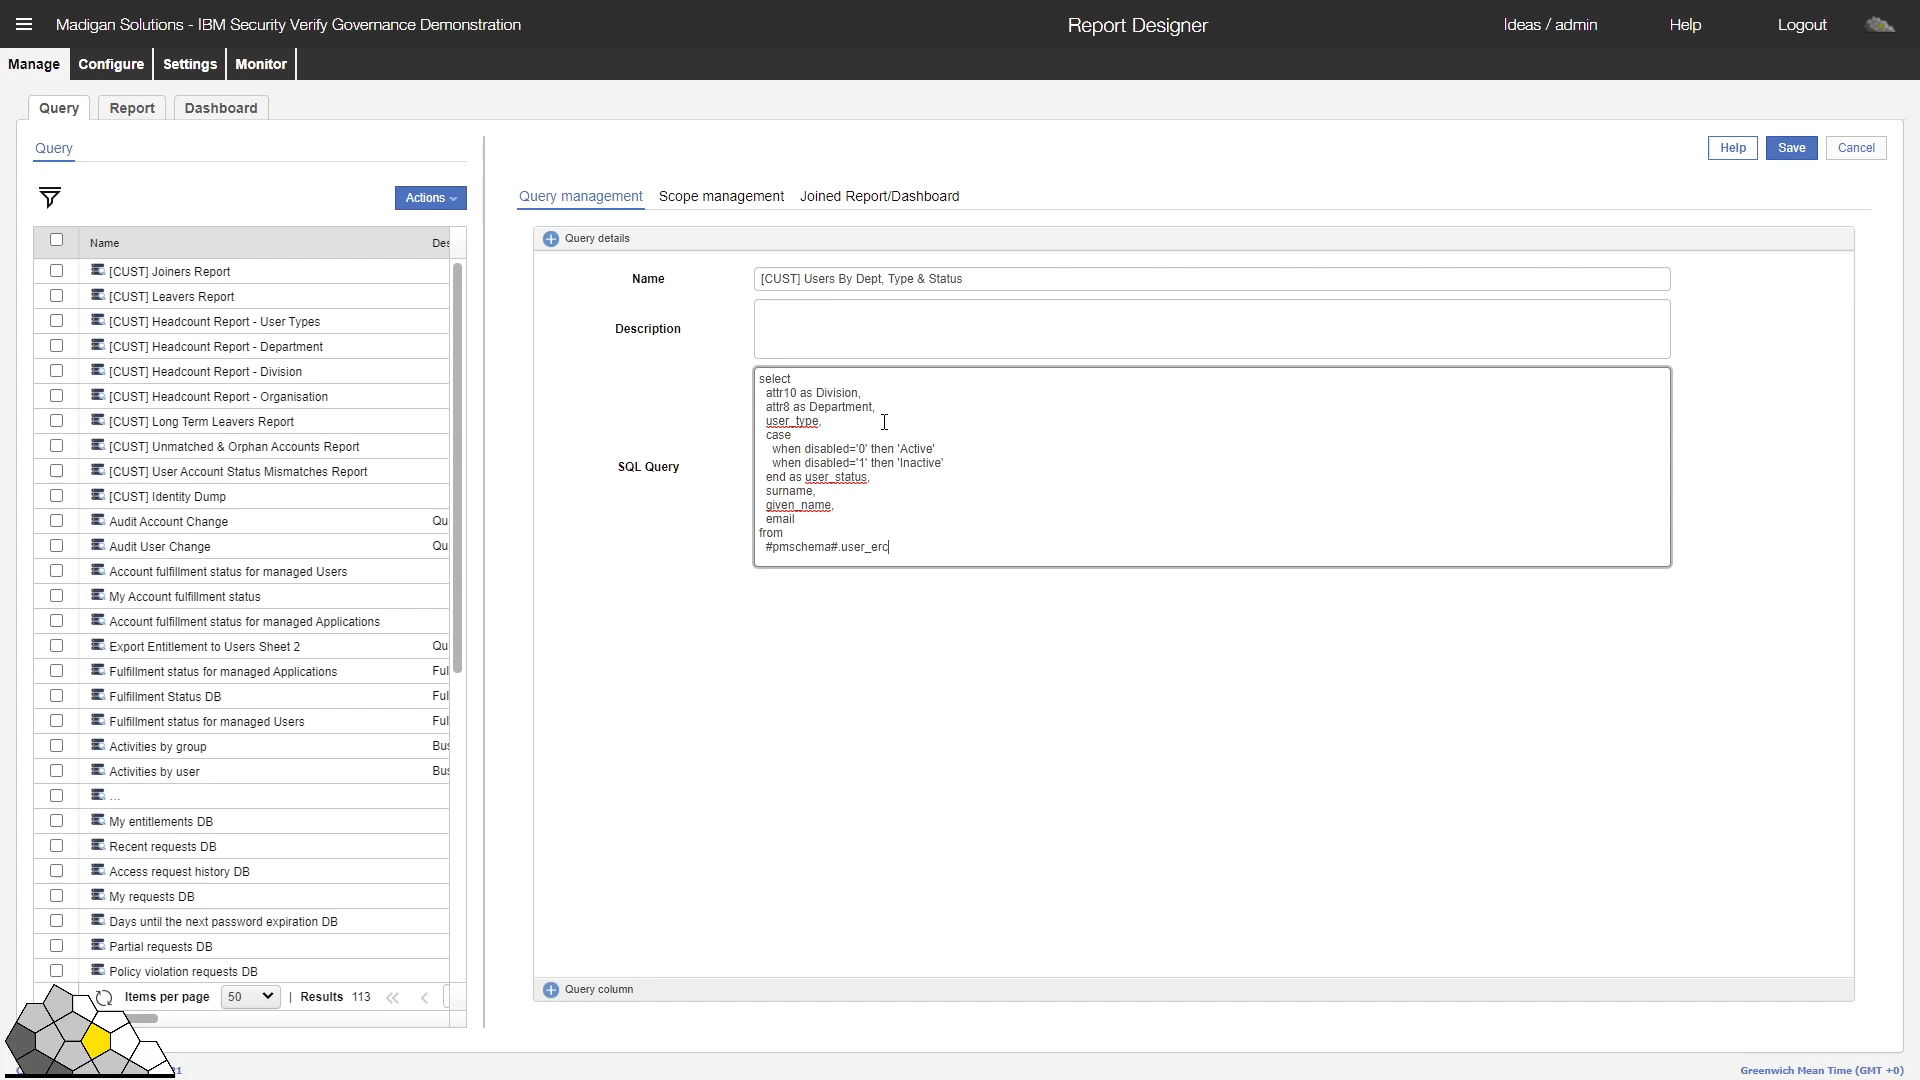 Madigan Solutions - IBM Security Verify Governance Demonstration
Report Designer
Ideas / admin
Help
Logout
Manage
Configure
Settings
Monitor
Query
Report
Dashboard
Query
Help
Save
Cancel
Actions
Query management
Scope management
Joined Report/Dashboard
Name
Des
[CUST] Joiners Report
[CUST] Leavers Report
[CUST] Headcount Report - User Types
[CUST] Headcount Report - Department
[CUST] Headcount Report - Division
[CUST] Headcount Report - Organisation
[CUST] Long Term Leavers Report
[CUST] Unmatched & Orphan Accounts Report
[CUST] User Account Status Mismatches Report
[CUST] Identity Dump
Audit Account Change Qu
Audit User Change Qu
Account fulfillment status for managed Users
My Account fulfillment status
Account fulfillment status for managed Applications
Export Entitlement to Users Sheet 2 Qu
Fulfillment status for managed Applications Ful
Fulfillment Status DB Ful
Fulfillment status for managed Users Ful
Activities by group Bus
Activities by user Bus
...
My entitlements DB
Recent requests DB
Access request history DB
My requests DB
Days until the next password expiration DB
Partial requests DB
Policy violation requests DB
Items per page 50 | Results 113
Query details
Name
[CUST] Users By Dept, Type & Status
Description
SQL Query
select
attr10 as Division,
attr8 as Department,
user_type,
case
when disabled='0' then 'Active'
when disabled='1' then 'Inactive'
end as user_status,
surname,
given_name,
email
from
#pmschema#.user_erc
Query column
Greenwich Mean Time (GMT +0)